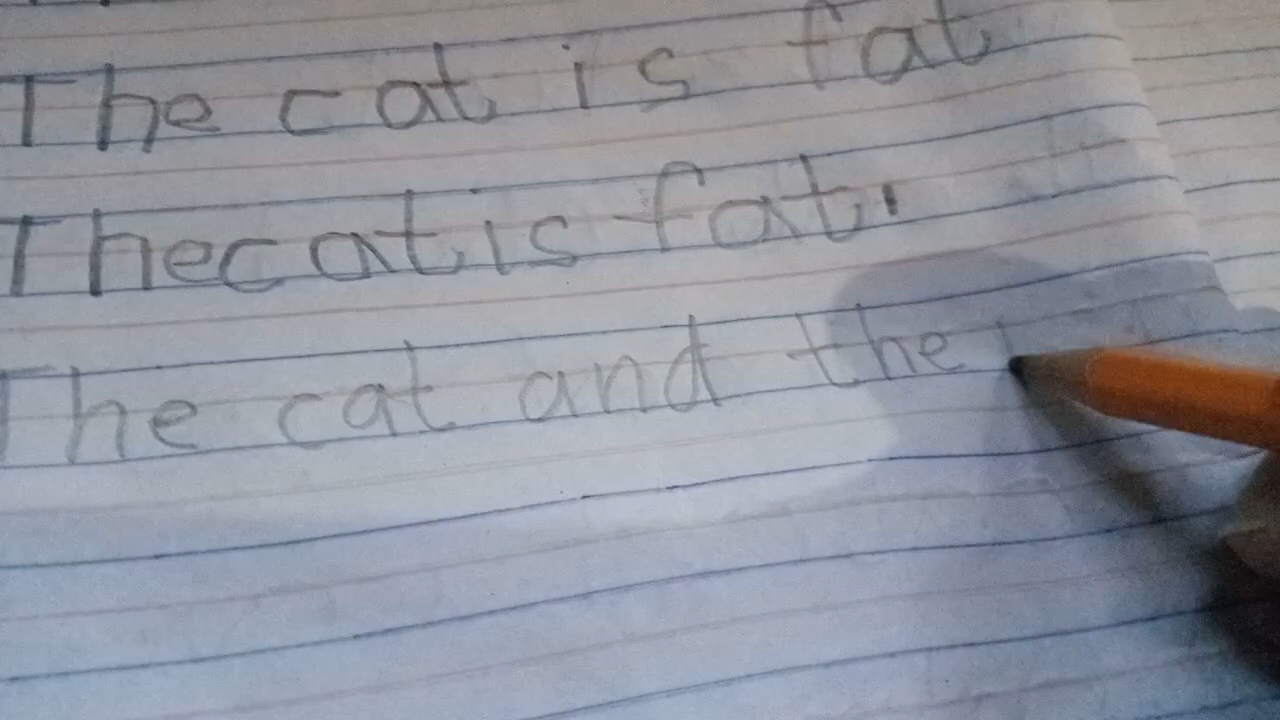 The cat is fat
Thecatis fat.
The cat and the